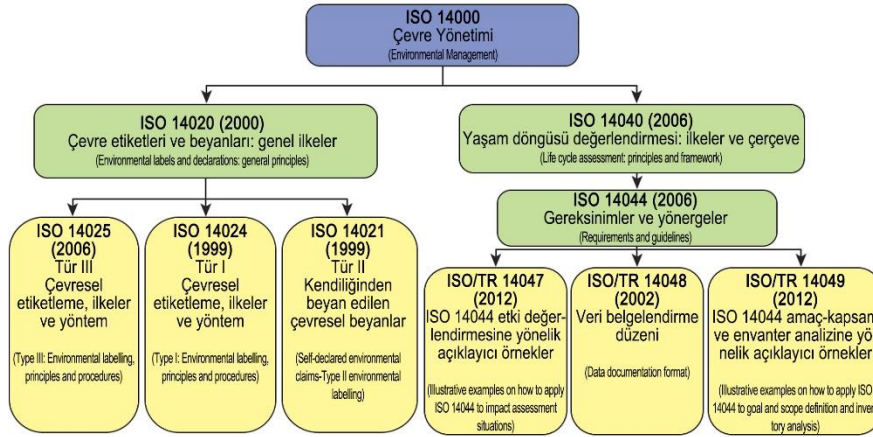 ISO 14000
Çevre Yönetimi
(Environmental Management)
ISO 14020 (2000)
Çevre etiketleri ve beyanları: genel ilkeler
(Environmental labels and declarations: general principles)
ISO 14040 (2006)
Yaşam döngüsü değerlendirmesi: ilkeler ve çerçeve
(Life cycle assessment: principles and framework)
ISO 14044 (2006)
Gereksinimler ve yönergeler
(Requirements and guidelines)
ISO 14025
(2006)
Tür III
Çevresel
etiketleme, ilkeler
ve yöntem
(Type III: Environmental labelling,
principles and procedures)
ISO 14024
(1999)
Tür I
Çevresel
etiketleme, ilkeler
ve yöntem
(Type I: Environmental labelling,
principles and procedures)
ISO 14021
(1999)
Tür II
Kendiliğinden
beyan edilen
çevresel beyanlar
(Self-declared environmental
claims-Type II environmental
labelling)
ISO/TR 14047
(2012)
ISO 14044 etki değer-
lendirmesine yönelik
açıklayıcı örnekler
(Illustrative examples on how to apply
ISO 14044 to impact assessment
situations)
ISO/TR 14048
(2002)
Veri belgelendirme
düzeni
(Data documentation format)
ISO/TR 14049
(2012)
ISO 14044 amaç-kapsam
ve envanter analizine yö
nelik açıklayıcı örnekler
(Illustrative examples on how to apply ISO
14044 to goal and scope definition and inven
tory analysis)